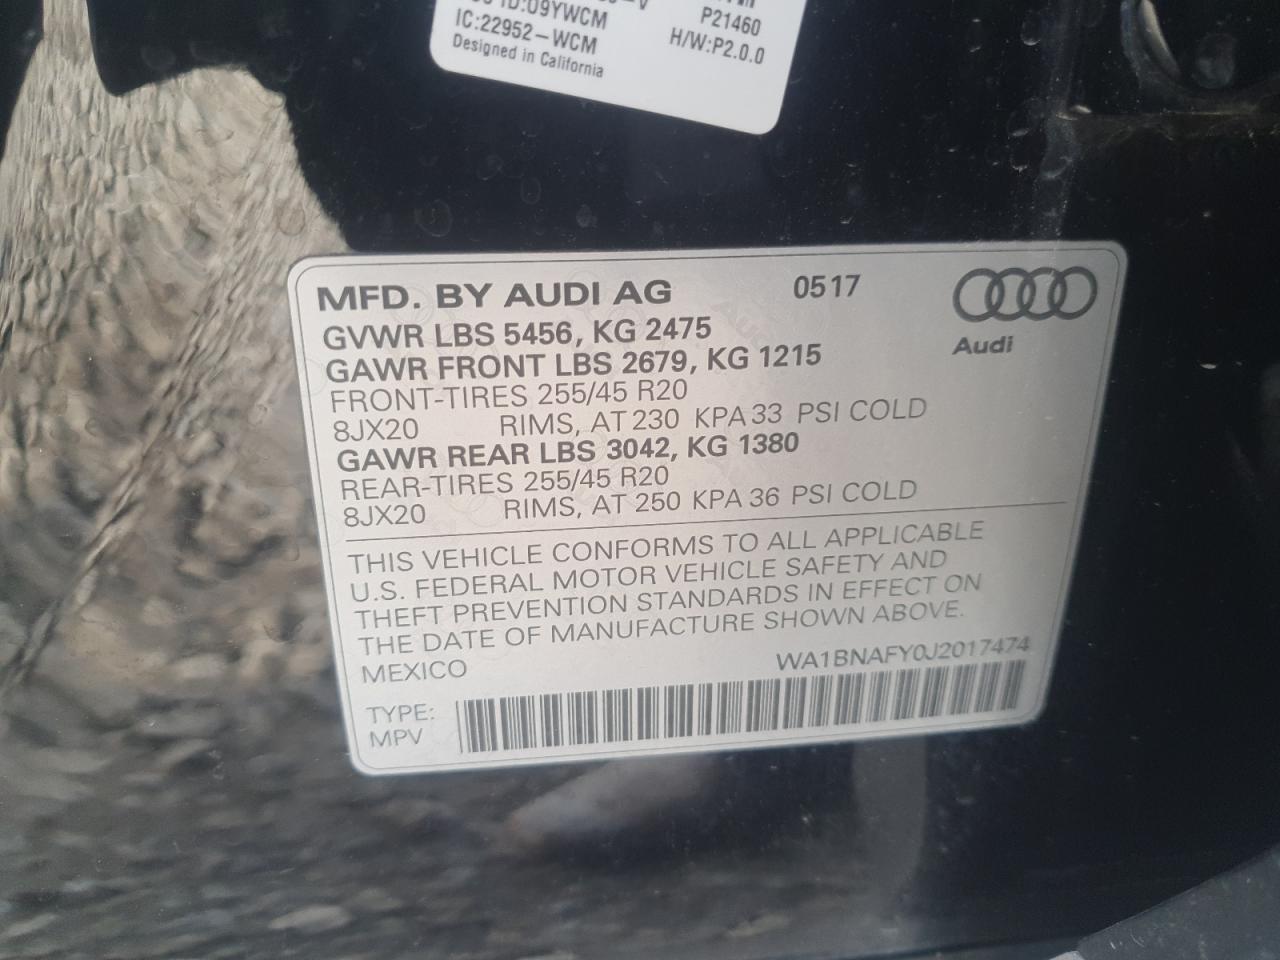 ID:09YWCM
IC:22952-WCM
Designed in California
P21460
H/W:P2.0.0
MFD. BY AUDI AG 0517
Audi
GVWR LBS 5456, KG 2475
GAWR FRONT LBS 2679, KG 1215
FRONT-TIRES 255/45 R20
8JX20 RIMS, AT 230 KPA 33 PSI COLD
GAWR REAR LBS 3042, KG 1380
REAR-TIRES 255/45 R20
8JX20 RIMS, AT 250 KPA 36 PSI COLD
THIS VEHICLE CONFORMS TO ALL APPLICABLE
U.S. FEDERAL MOTOR VEHICLE SAFETY AND
THEFT PREVENTION STANDARDS IN EFFECT ON
THE DATE OF MANUFACTURE SHOWN ABOVE.
MEXICO WA1BNAFY0J2017474
TYPE:
MPV